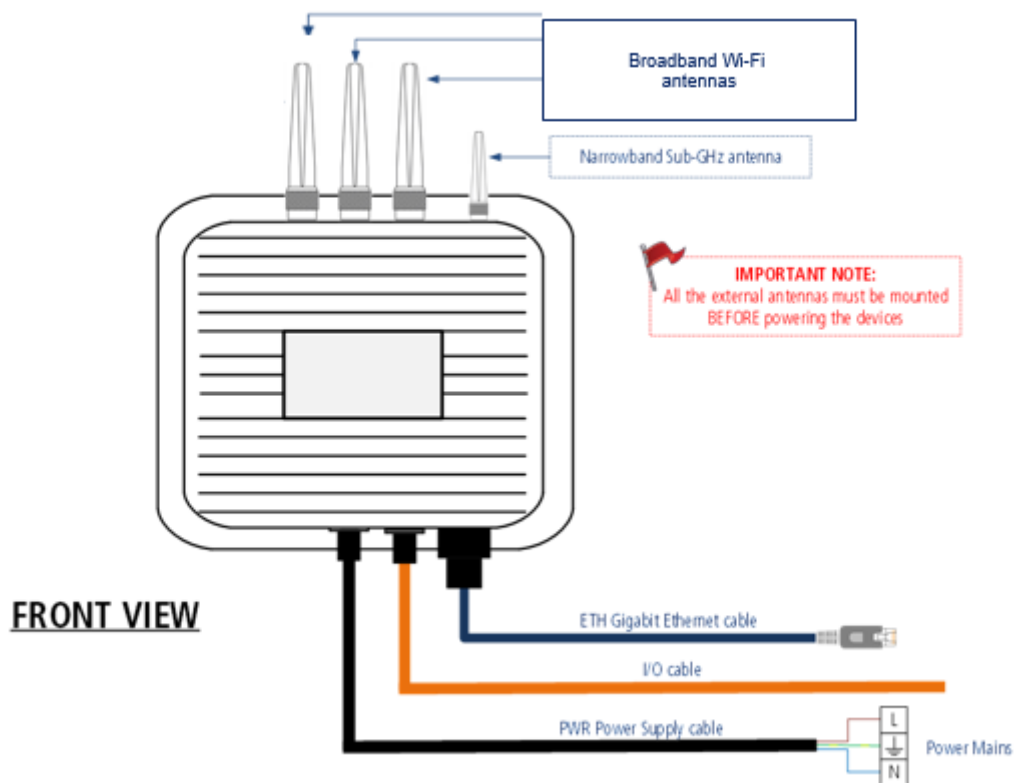 Broadband Wi-Fi
antennas
Narrowband Sub-GHz antenna
IMPORTANT NOTE:
All the external antennas must be mounted
BEFORE powering the devices
FRONT VIEW
ETH Gigabit Ethernet cable
I/O cable
PWR Power Supply cable
L
Power Mains
N